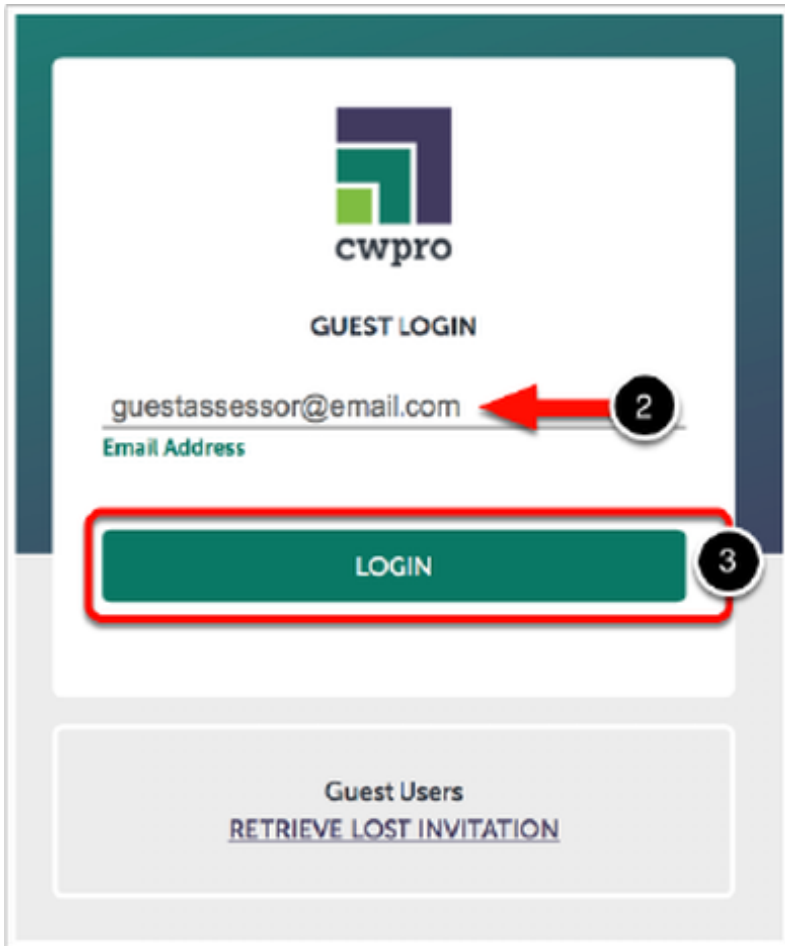 cwpro
GUEST LOGIN
guestassessor@email.com 2
Email Address
LOGIN 3
Guest Users
RETRIEVE LOST INVITATION